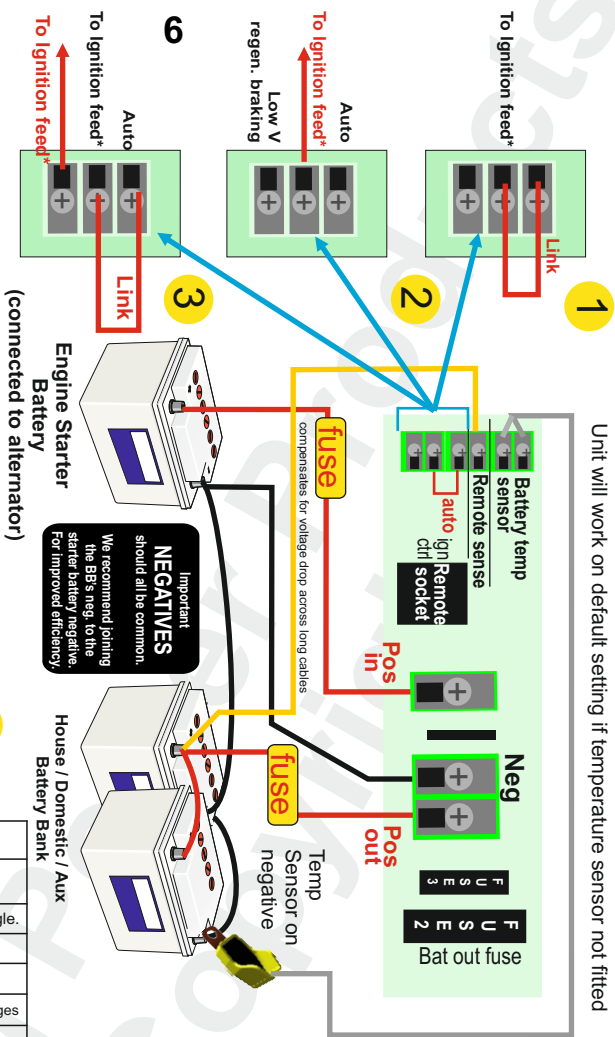 Unit will work on default setting if temperature sensor not fitted
1
To Ignition feed*
Link
2
Auto
To Ignition feed*
Low V
regen. braking
3
Auto
To Ignition feed*
To Ignition feed*
Link
6
Battery temp
sensor
Remote sense
auto
ign
ctrl
Remote
socket
Pos
in
Neg
Pos
out
FUSE 3
FUSE 2
Bat out fuse
fuse
compensates for voltage drop across long cables
fuse
Temp
Sensor on
negative
Engine Starter
Battery
(connected to alternator)
Important
NEGATIVES
should all be common.
We recommend joining
the BB's neg. to the
starter battery negative.
For improved efficiency.
House / Domestic / Aux
Battery Bank
gle.
ges